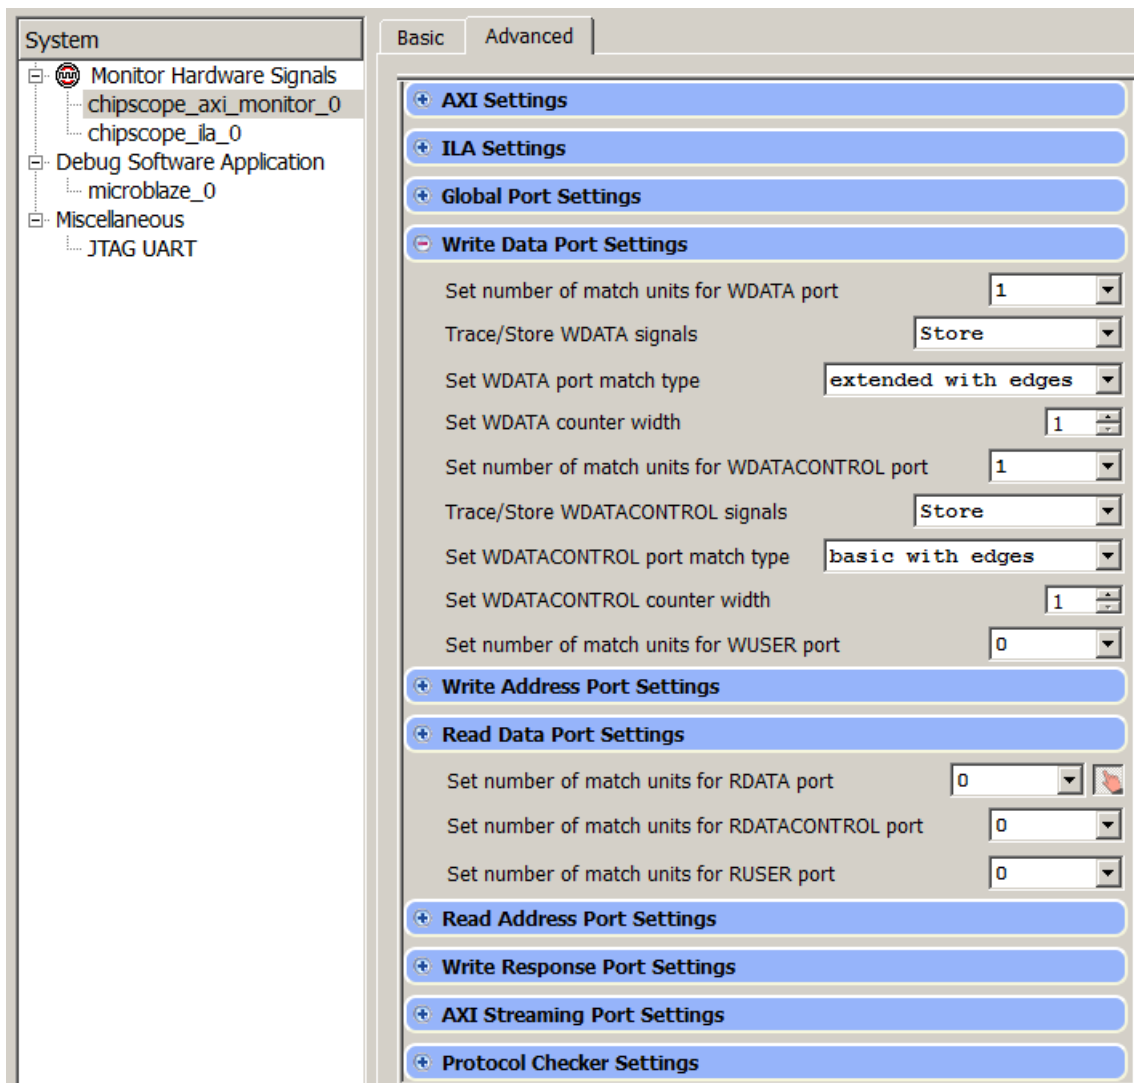 System
Monitor Hardware Signals
chipscope_axi_monitor_0
chipscope_ila_0
Debug Software Application
microblaze_0
Miscellaneous
JTAG UART
Basic Advanced
AXI Settings
ILA Settings
Global Port Settings
Write Data Port Settings
Set number of match units for WDATA port 1
Trace/Store WDATA signals Store
Set WDATA port match type extended with edges
Set WDATA counter width 1
Set number of match units for WDATACONTROL port 1
Trace/Store WDATACONTROL signals Store
Set WDATACONTROL port match type basic with edges
Set WDATACONTROL counter width 1
Set number of match units for WUSER port 0
Write Address Port Settings
Read Data Port Settings
Set number of match units for RDATA port 0
Set number of match units for RDATACONTROL port 0
Set number of match units for RUSER port 0
Read Address Port Settings
Write Response Port Settings
AXI Streaming Port Settings
Protocol Checker Settings